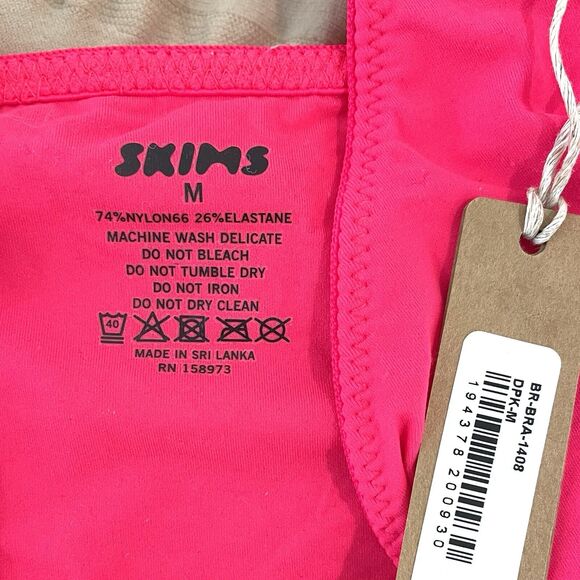 SKIMS
M
74%NYLON66 26%ELASTANE
MACHINE WASH DELICATE
DO NOT BLEACH
DO NOT TUMBLE DRY
DO NOT IRON
DO NOT DRY CLEAN
40
MADE IN SRI LANKA
RN 158973
BR-BRA-1408
DPK-M
194378 200930